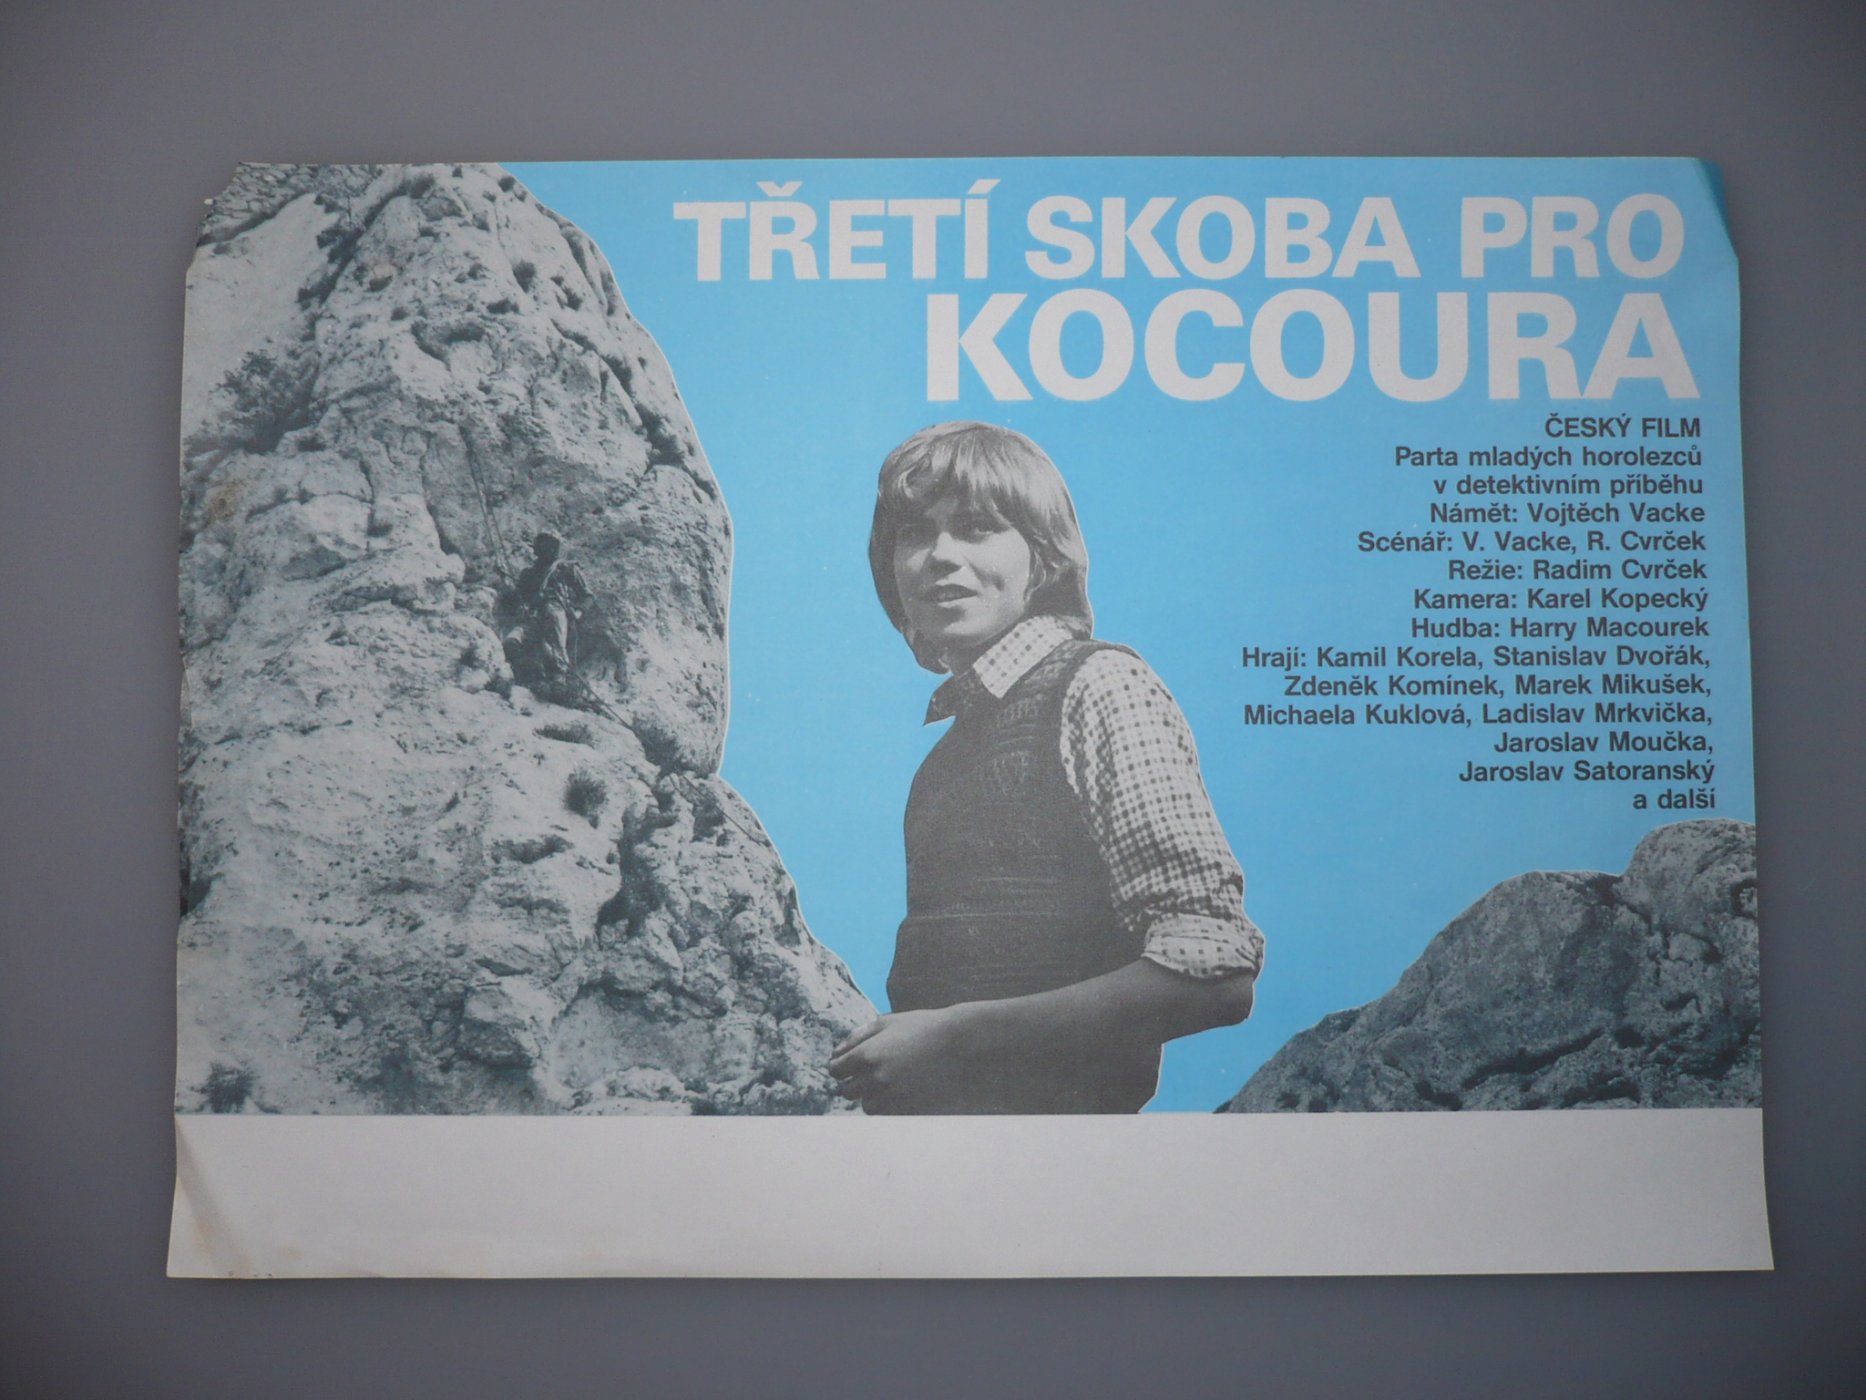 TŘETÍ SKOBA PRO
KOCOURA
ČESKÝ FILM
Parta mladých horolezců
v detektivním příběhu
Námět: Vojtěch Vacke
Scénář: V. Vacke, R. Cvrček
Režie: Radim Cvrček
Kamera: Karel Kopecký
Hudba: Harry Macourek
Hrají: Kamil Korela, Stanislav Dvořák,
Zdeněk Komínek, Marek Mikušek,
Michaela Kuklová, Ladislav Mrkvička,
Jaroslav Moučka,
Jaroslav Satoranský
a další